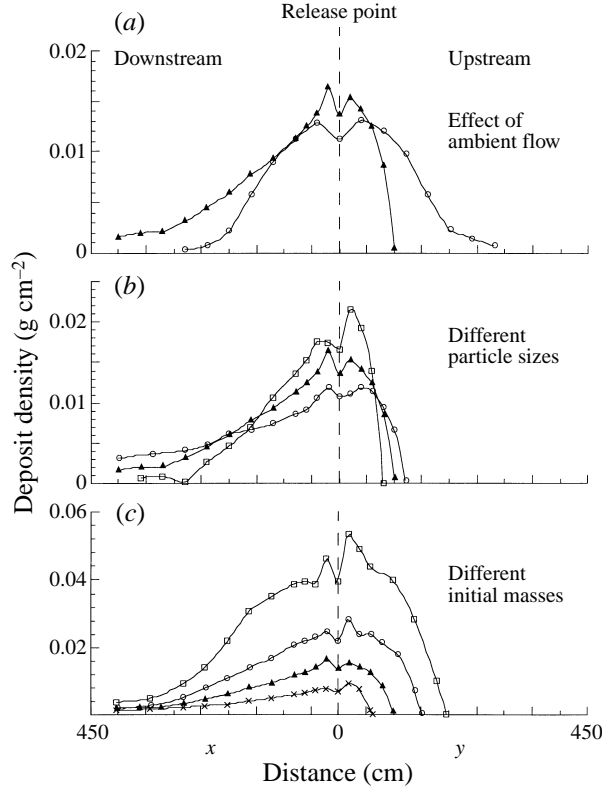 Release point
(a)
0.02
Downstream
Upstream
Effect of
ambient flow
0.01
0
(b)
0.02
Different
particle sizes
0.01
0
Deposit density (g cm−2)
0.06
(c)
Different
initial masses
0.04
0.02
450
x
0
y
450
Distance (cm)